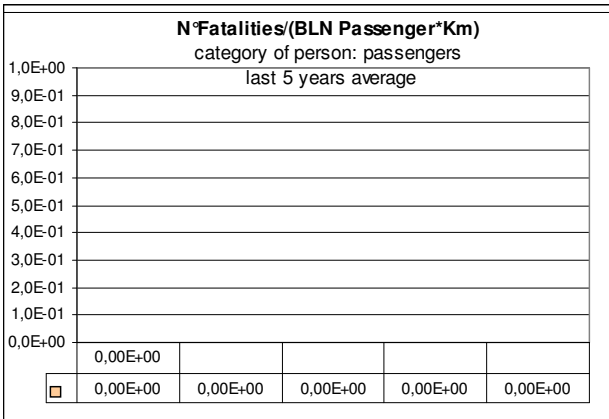 N°Fatalities/(BLN Passenger*Km)
category of person: passengers
last 5 years average
1,0E+00
9,0E-01
8,0E-01
7,0E-01
6,0E-01
5,0E-01
4,0E-01
3,0E-01
2,0E-01
1,0E-01
0,0E+00
0,00E+00
0,00E+00 0,00E+00 0,00E+00 0,00E+00 0,00E+00